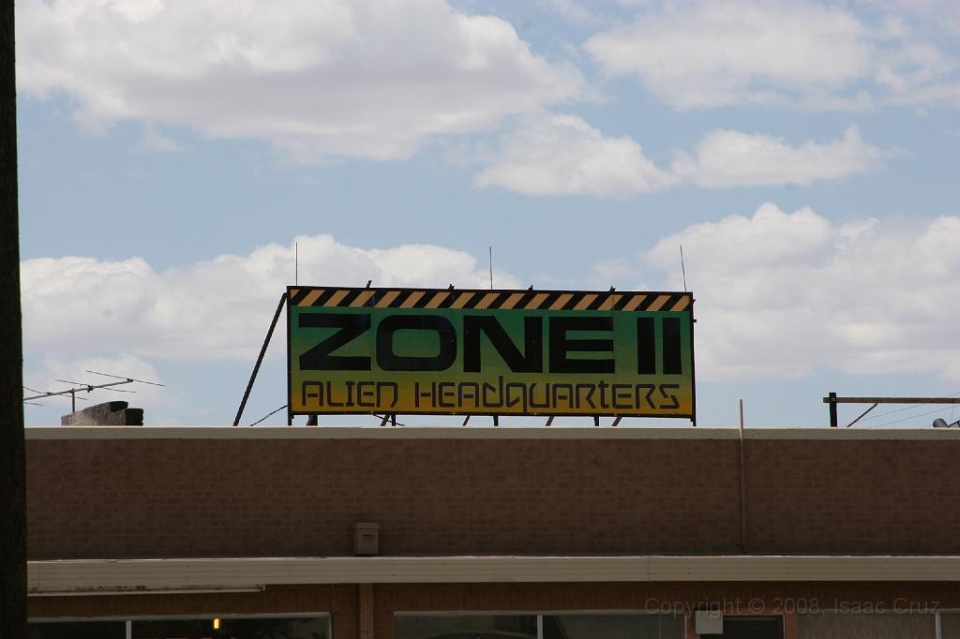 ZONE II
ALIEN HEADQUARTERS
Copyright © 2008, Isaac Cruz